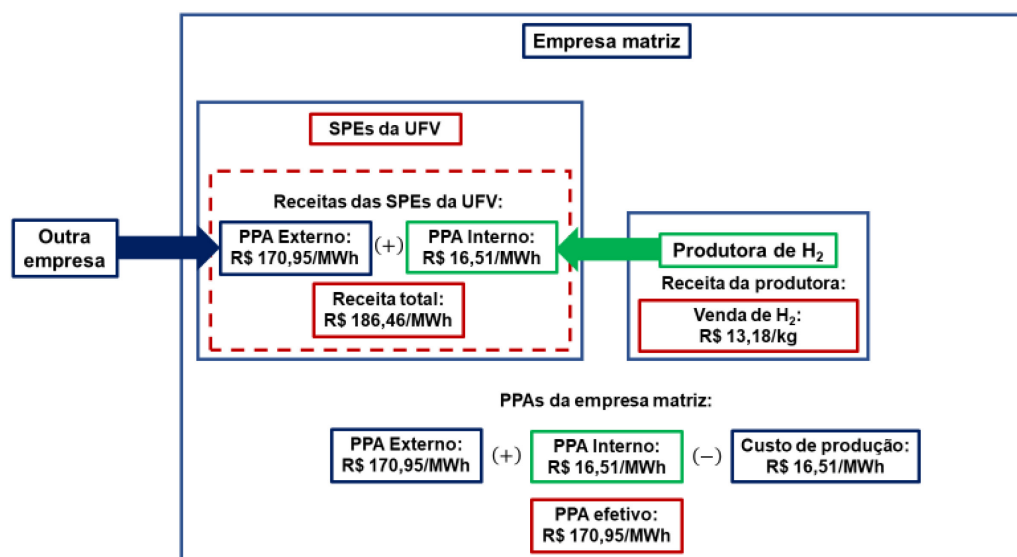 Empresa matriz
SPEs da UFV
Receitas das SPEs da UFV:
Outra
empresa
PPA Externo:
R$ 170,95/MWh
(+)
PPA Interno:
R$ 16,51/MWh
Receita total:
R$ 186,46/MWh
Produtora de H₂
Receita da produtora:
Venda de H₂:
R$ 13,18/kg
PPAs da empresa matriz:
PPA Externo:
R$ 170,95/MWh
(+)
PPA Interno:
R$ 16,51/MWh
(−)
Custo de produção:
R$ 16,51/MWh
PPA efetivo:
R$ 170,95/MWh